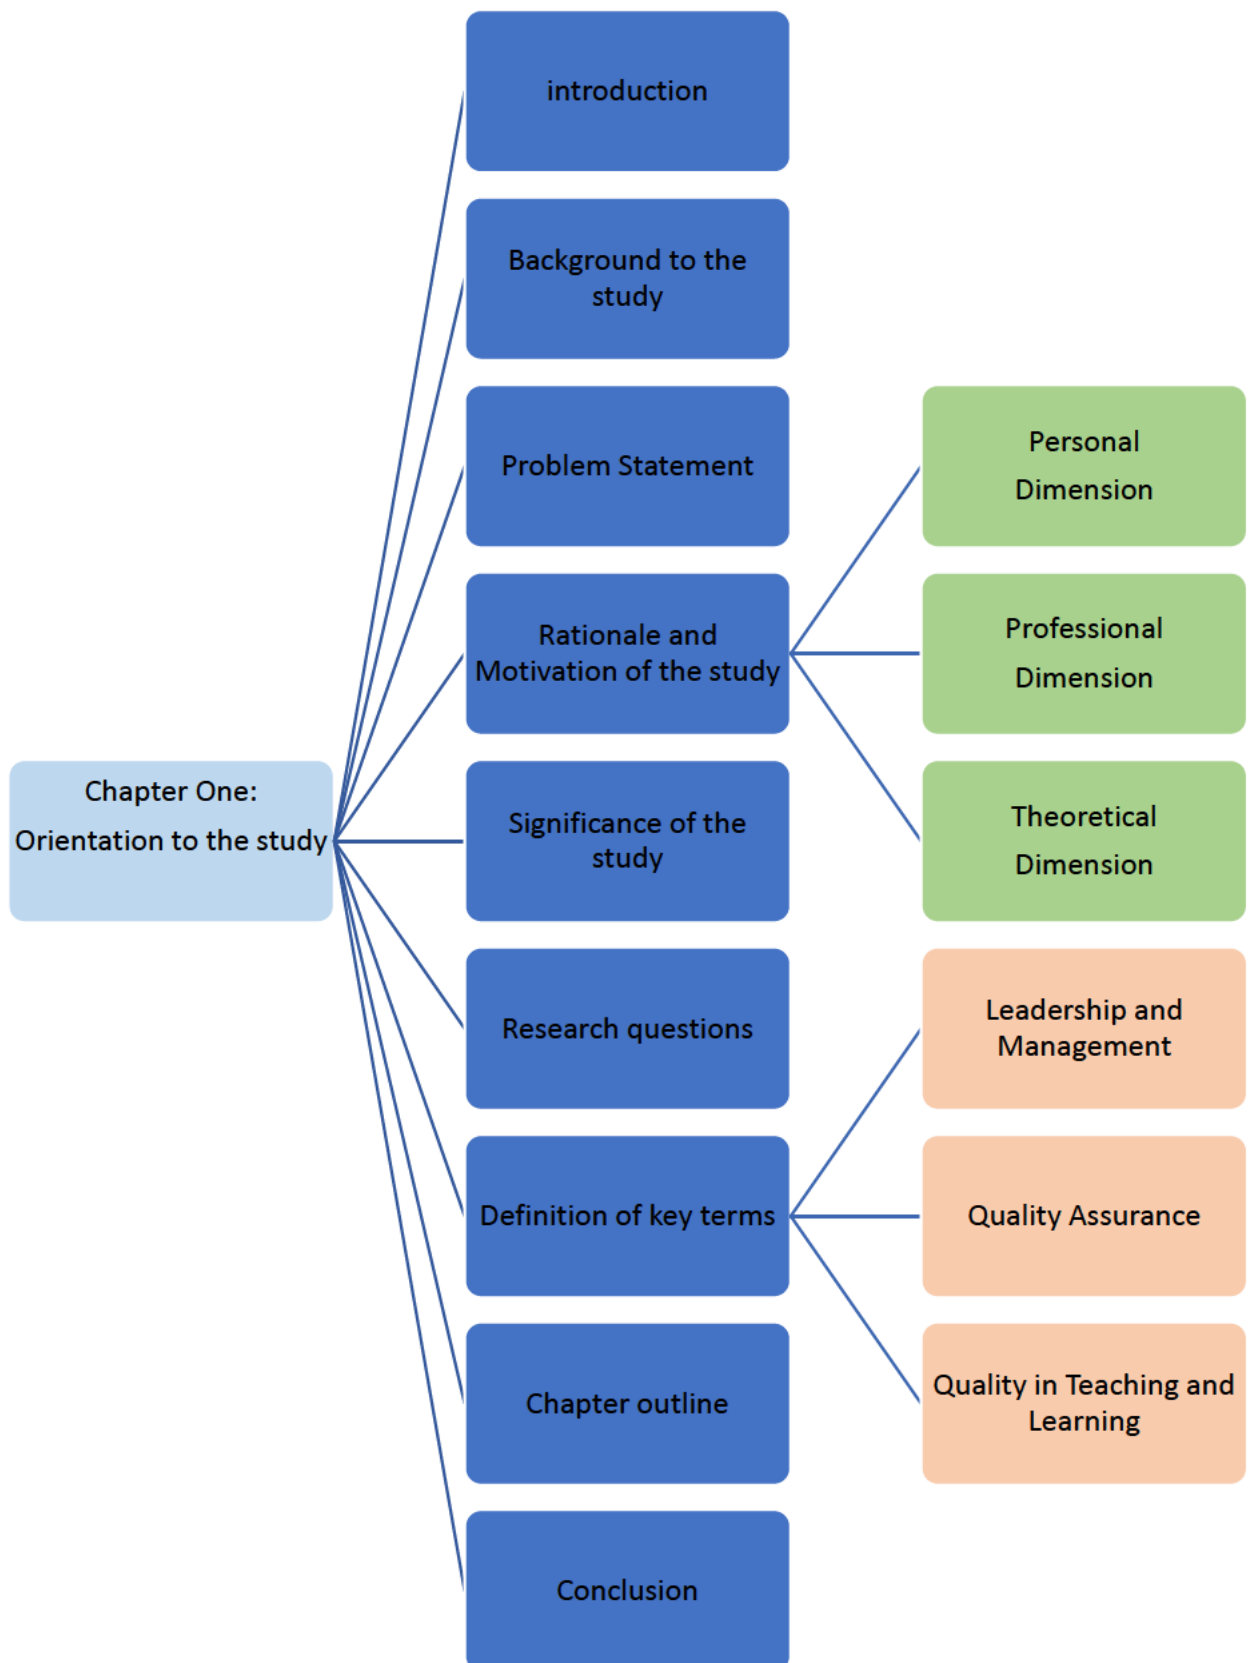 introduction
Background to the
study
Problem Statement
Rationale and
Motivation of the study
Personal
Dimension
Professional
Dimension
Theoretical
Dimension
Chapter One:
Orientation to the study
Significance of the
study
Research questions
Definition of key terms
Leadership and
Management
Quality Assurance
Quality in Teaching and
Learning
Chapter outline
Conclusion